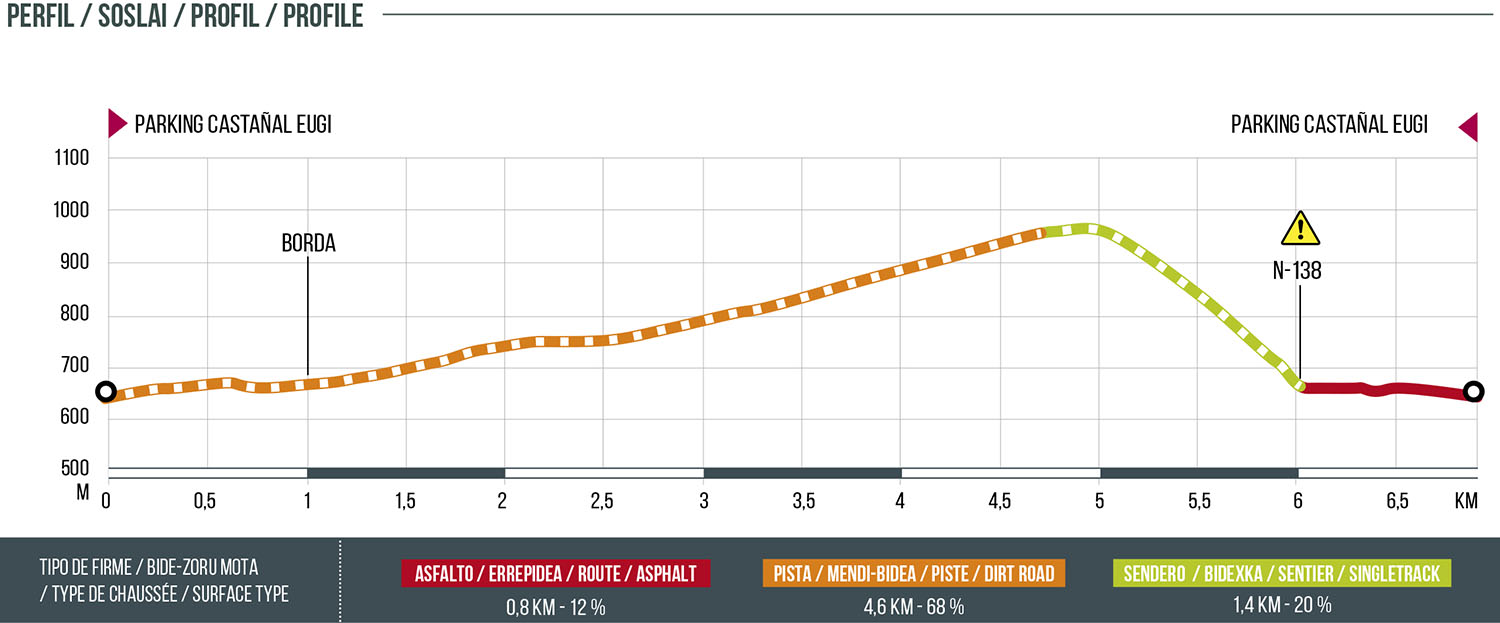 PERFIL / SOSLAI / PROFIL / PROFILE
PARKING CASTAÑAL EUGI
PARKING CASTAÑAL EUGI
1100
1000
900
800
700
600
500
M
BORDA
!
N-138
0 0,5 1 1,5 2 2,5 3 3,5 4 4,5 5 5,5 6 6,5 KM
TIPO DE FIRME / BIDE-ZORU MOTA
/ TYPE DE CHAUSSÉE / SURFACE TYPE
ASFALTO / ERREPIDEA / ROUTE / ASPHALT
0,8 KM - 12 %
PISTA / MENDI-BIDEA / PISTE / DIRT ROAD
4,6 KM - 68 %
SENDERO / BIDEXKA / SENTIER / SINGLETRACK
1,4 KM - 20 %